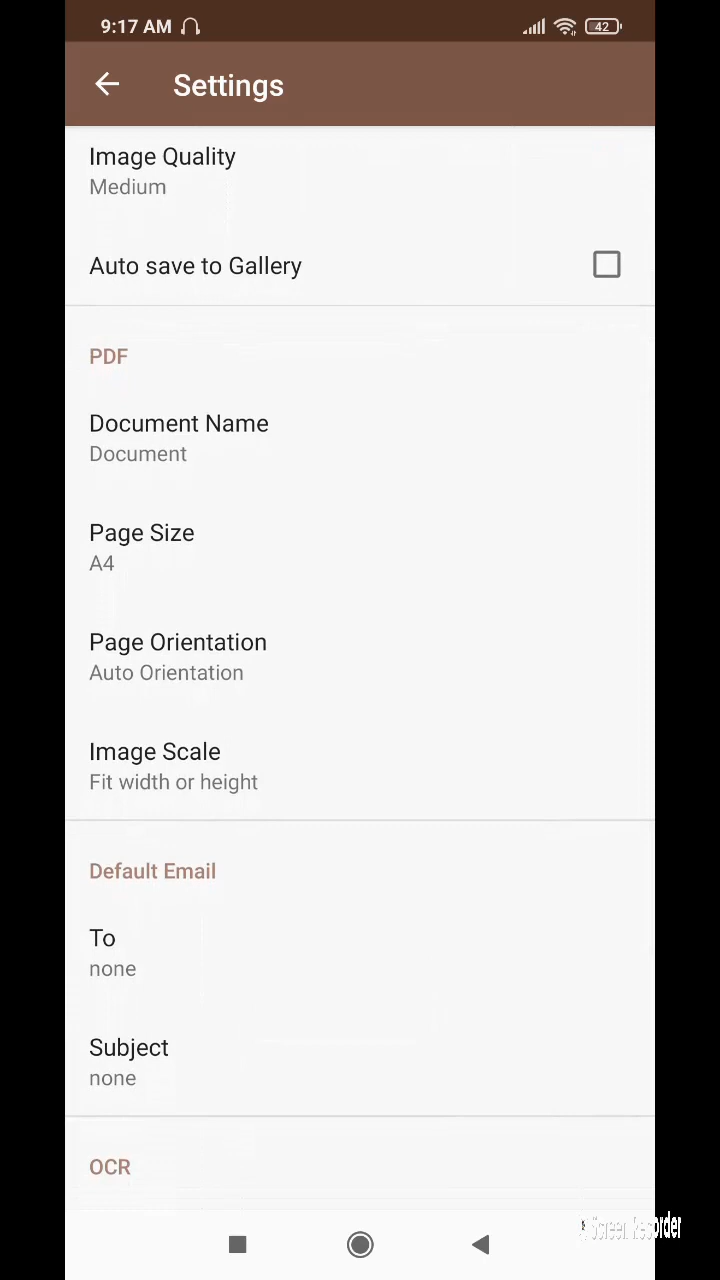 9:17 AM
42
Settings
Image Quality
Medium
Auto save to Gallery
PDF
Document Name
Document
Page Size
A4
Page Orientation
Auto Orientation
Image Scale
Fit width or height
Default Email
To
none
Subject
none
OCR
Screen Recorder